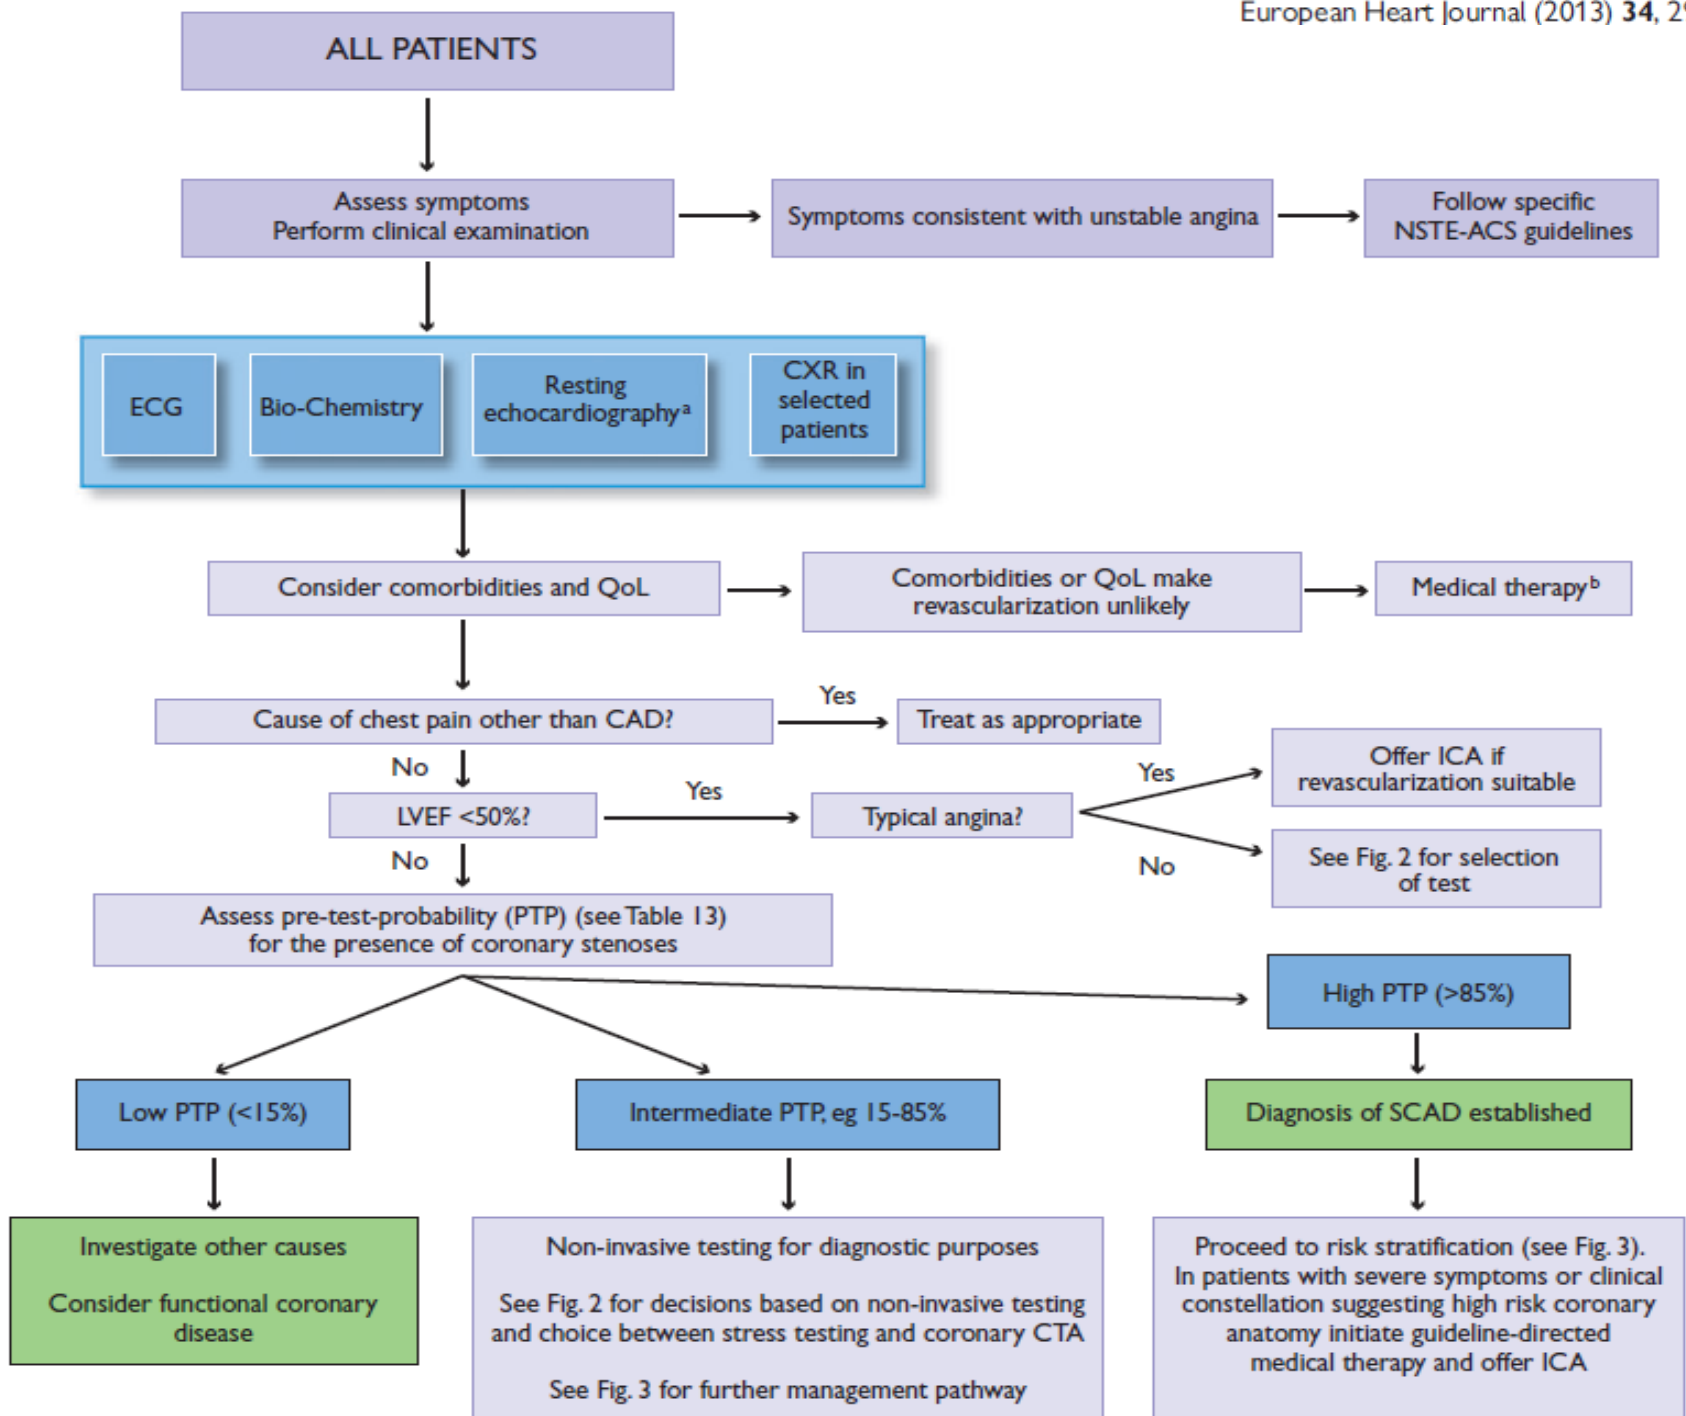 European Heart Journal (2013) 34, 29
ALL PATIENTS
Assess symptoms
Perform clinical examination
Symptoms consistent with unstable angina
Follow specific
NSTE-ACS guidelines
ECG
Bio-Chemistry
Resting
echocardiographyᵃ
CXR in
selected
patients
Consider comorbidities and QoL
Comorbidities or QoL make
revascularization unlikely
Medical therapyᵇ
Cause of chest pain other than CAD?
Yes
Treat as appropriate
No
LVEF <50%?
Yes
Typical angina?
Yes
Offer ICA if
revascularization suitable
No
See Fig. 2 for selection
of test
No
Assess pre-test-probability (PTP) (see Table 13)
for the presence of coronary stenoses
High PTP (>85%)
Low PTP (<15%)
Intermediate PTP, eg 15-85%
Diagnosis of SCAD established
Investigate other causes
Consider functional coronary
disease
Non-invasive testing for diagnostic purposes
See Fig. 2 for decisions based on non-invasive testing
and choice between stress testing and coronary CTA
See Fig. 3 for further management pathway
Proceed to risk stratification (see Fig. 3).
In patients with severe symptoms or clinical
constellation suggesting high risk coronary
anatomy initiate guideline-directed
medical therapy and offer ICA